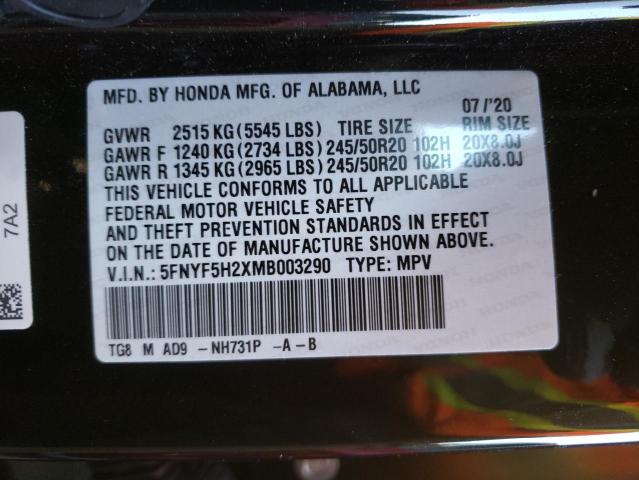 MFD. BY HONDA MFG. OF ALABAMA, LLC
07 /'20
GVWR 2515 KG (5545 LBS) TIRE SIZE RIM SIZE
GAWR F 1240 KG (2734 LBS) 245/50R20 102H 20X8.0J
GAWR R 1345 KG (2965 LBS) 245/50R20 102H 20X8.0J
THIS VEHICLE CONFORMS TO ALL APPLICABLE
FEDERAL MOTOR VEHICLE SAFETY
AND THEFT PREVENTION STANDARDS IN EFFECT
ON THE DATE OF MANUFACTURE SHOWN ABOVE.
V.I.N.: 5FNYF5H2XMB003290 TYPE: MPV
TG8 M AD9 -NH731P -A-B
7A2